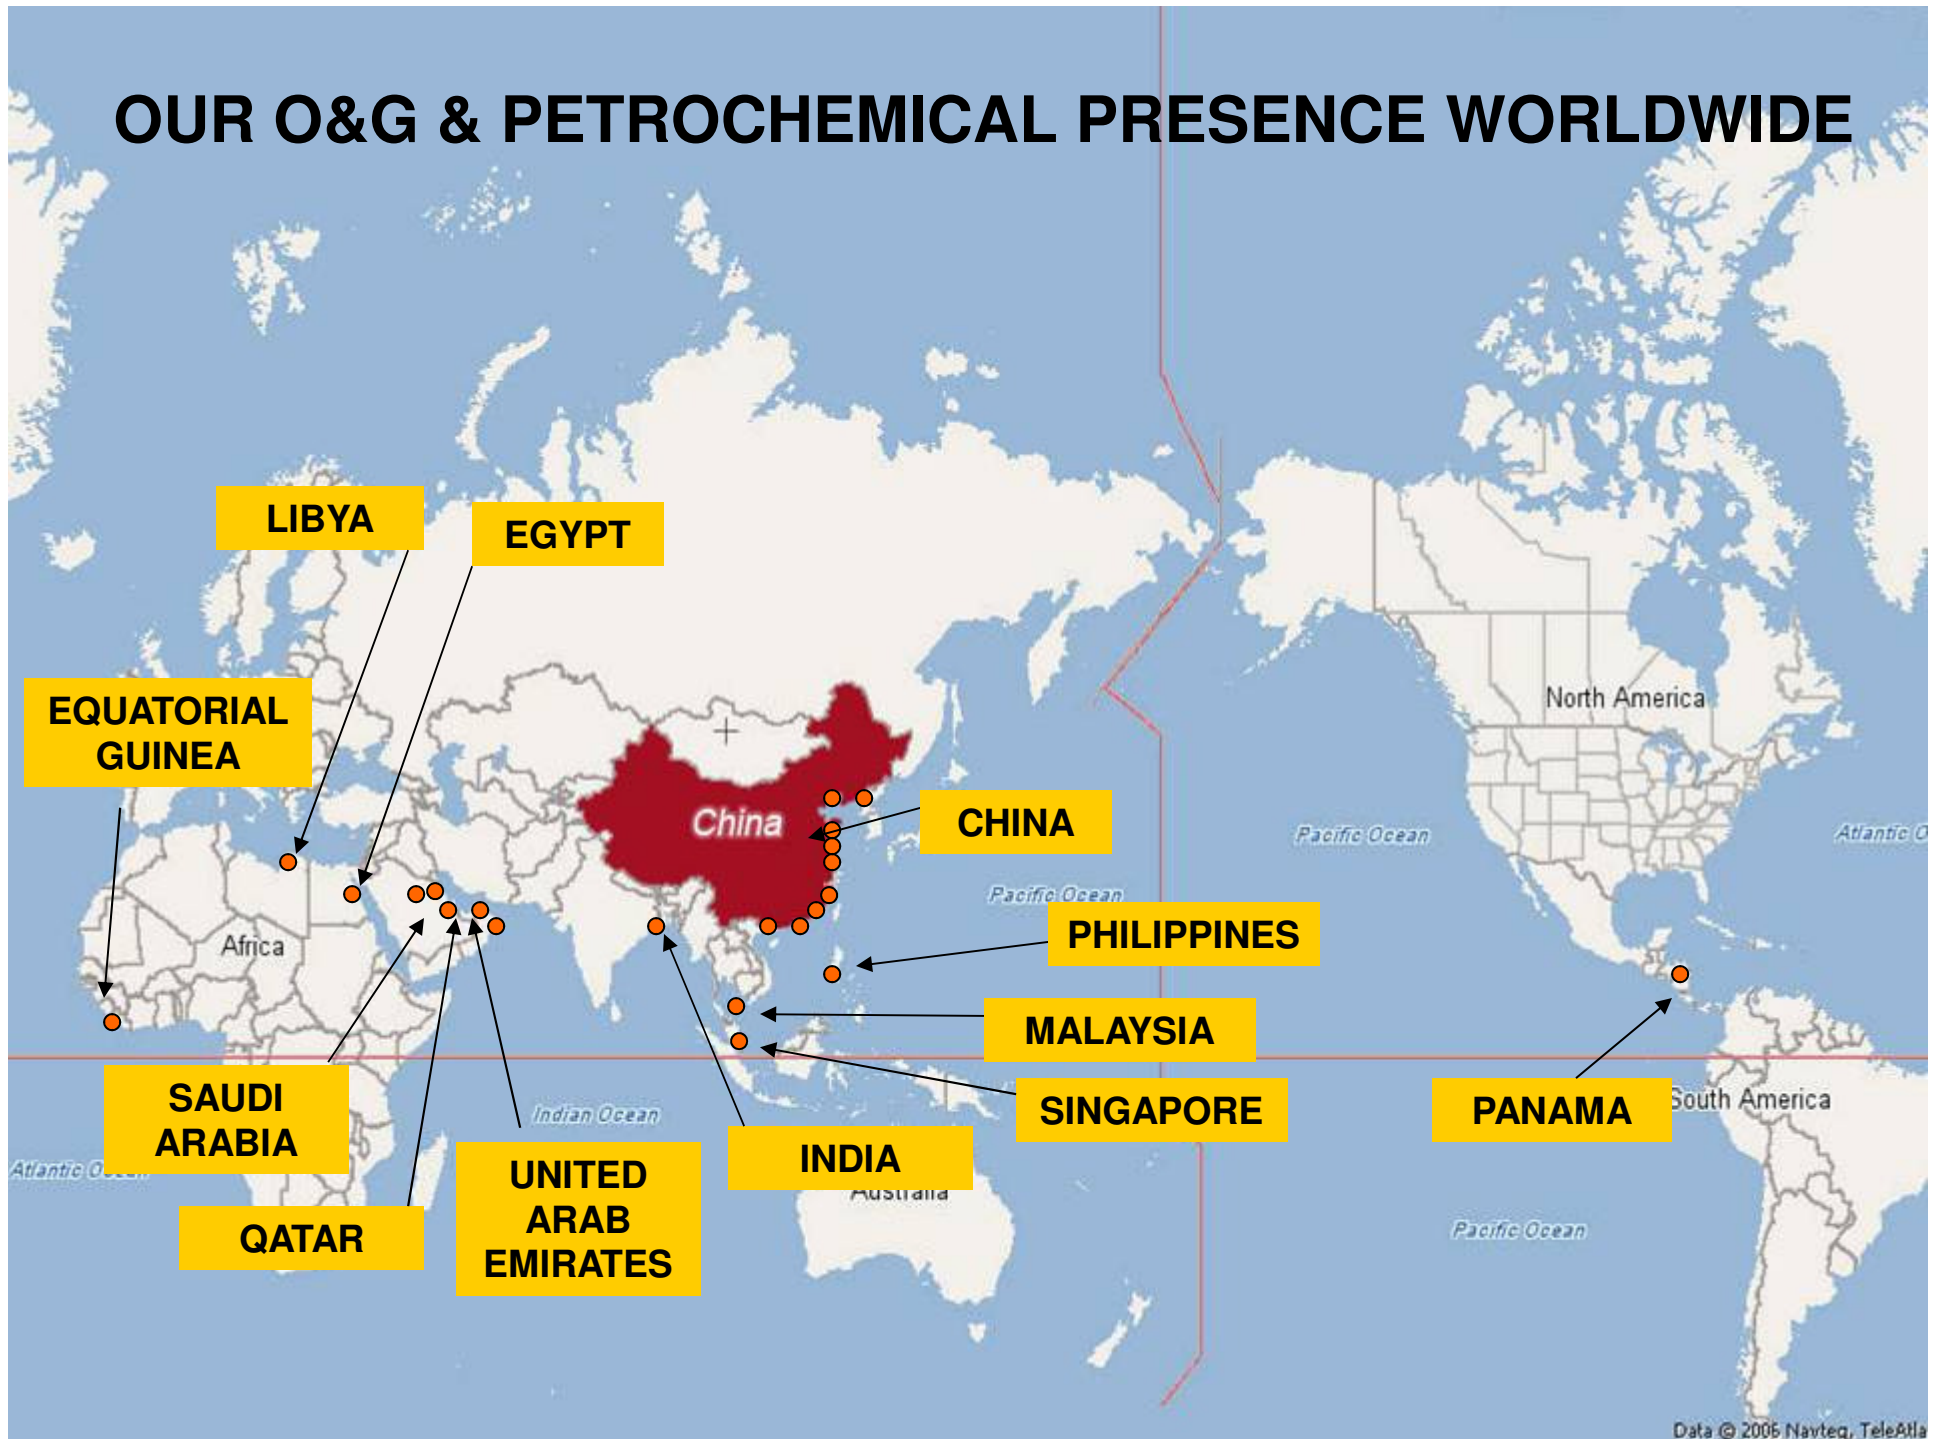 OUR O&G & PETROCHEMICAL PRESENCE WORLDWIDE
LIBYA
EGYPT
EQUATORIAL
GUINEA
North America
China
CHINA
Pacific Ocean
Atlantic O
Pacific Ocean
PHILIPPINES
Africa
MALAYSIA
SAUDI
ARABIA
Indian Ocean
SINGAPORE
PANAMA
South America
Atlantic
INDIA
Australia
UNITED
ARAB
EMIRATES
QATAR
Pacific Ocean
Data © 2006 Navteq, TeleAtla